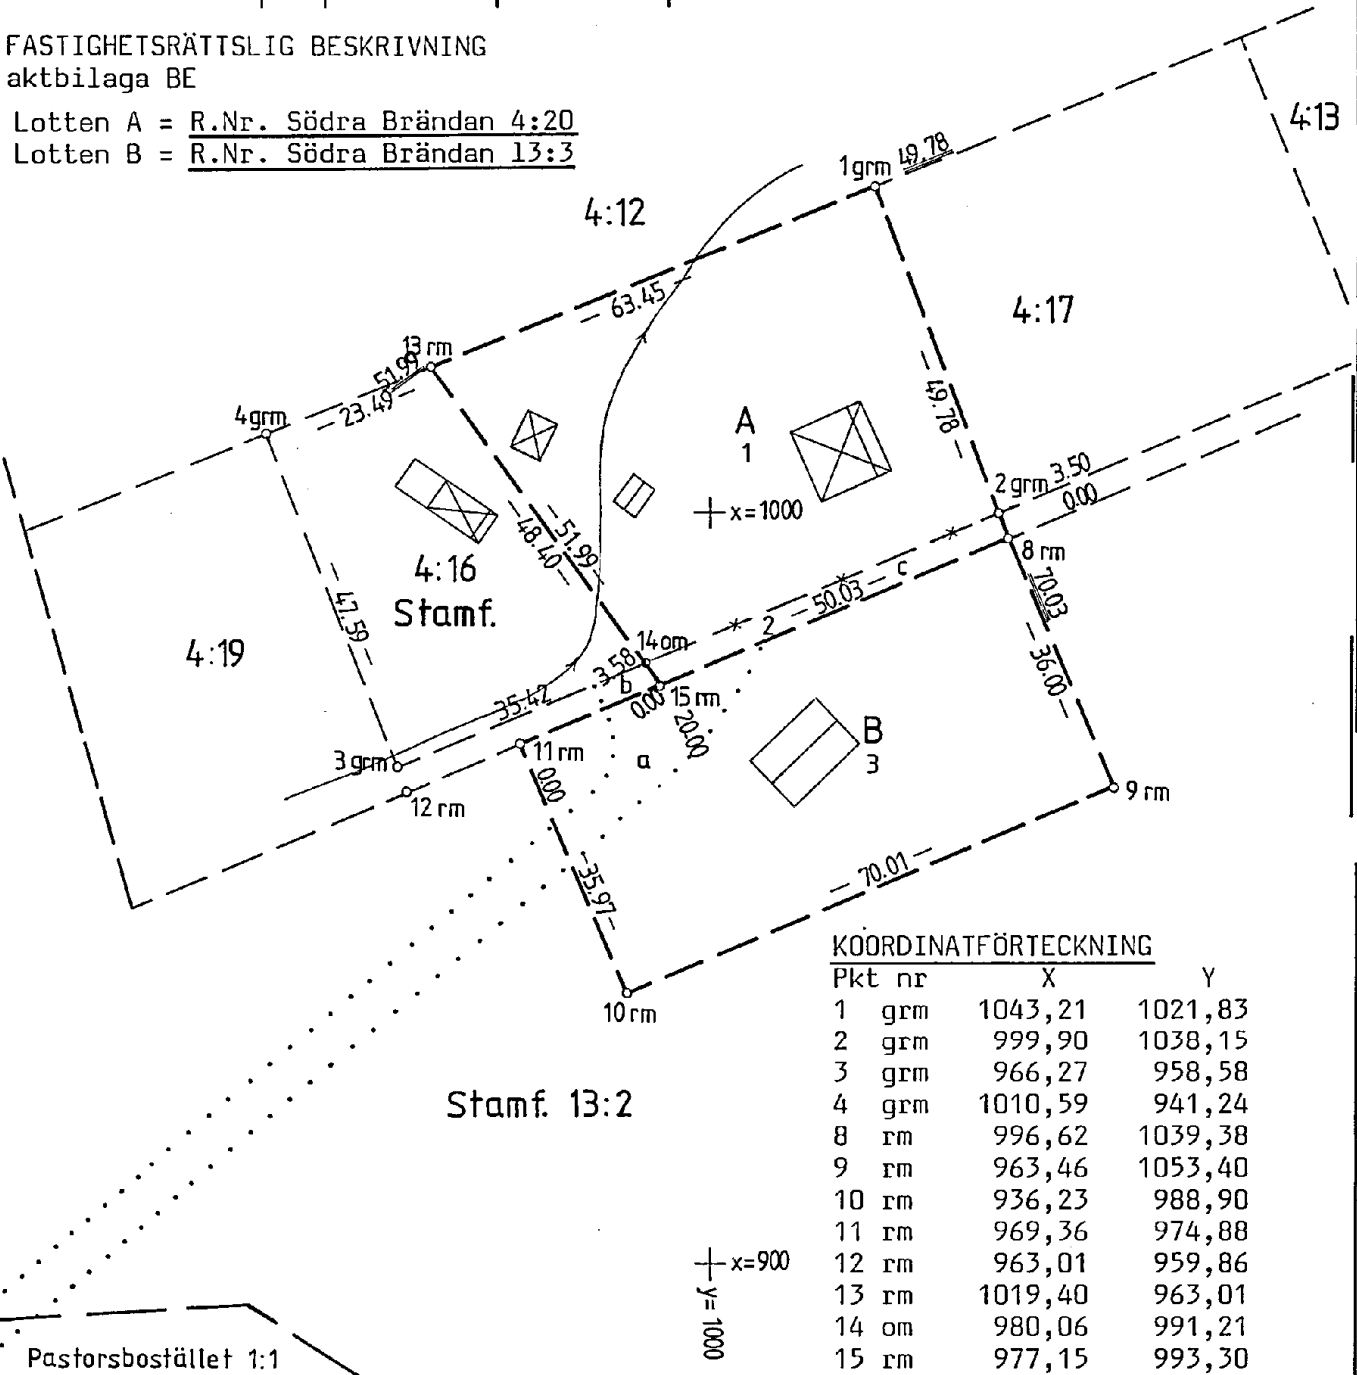 FASTIGHETSRÄTTSLIG BESKRIVNING
aktbilaga BE
Lotten A = R.Nr. Södra Brändan 4:20
Lotten B = R.Nr. Södra Brändan 13:3
4:13
1 grm 49.78
4:12
63.45
4:17
13 rm
51.99
23.49
4 grm
49.78
A
1
2 grm 3.50
0.00
x=1000
8 rm
51.99
48.40
4:16
Stamf.
47.59
4:19
c
50.03
2
70.03
36.00
14 om
3.58
b
0.00
15 rm
35.42
20.00
3 grm
11 rm
a
0.00
B
3
12 rm
9 rm
70.01
35.97
10 rm
Stamf. 13:2
x=900
y=1000
Pastorsbostället 1:1
KOORDINATFÖRTECKNING
Pkt nr X Y
1 grm 1043,21 1021,83
2 grm 999,90 1038,15
3 grm 966,27 958,58
4 grm 1010,59 941,24
8 rm 996,62 1039,38
9 rm 963,46 1053,40
10 rm 936,23 988,90
11 rm 969,36 974,88
12 rm 963,01 959,86
13 rm 1019,40 963,01
14 om 980,06 991,21
15 rm 977,15 993,30